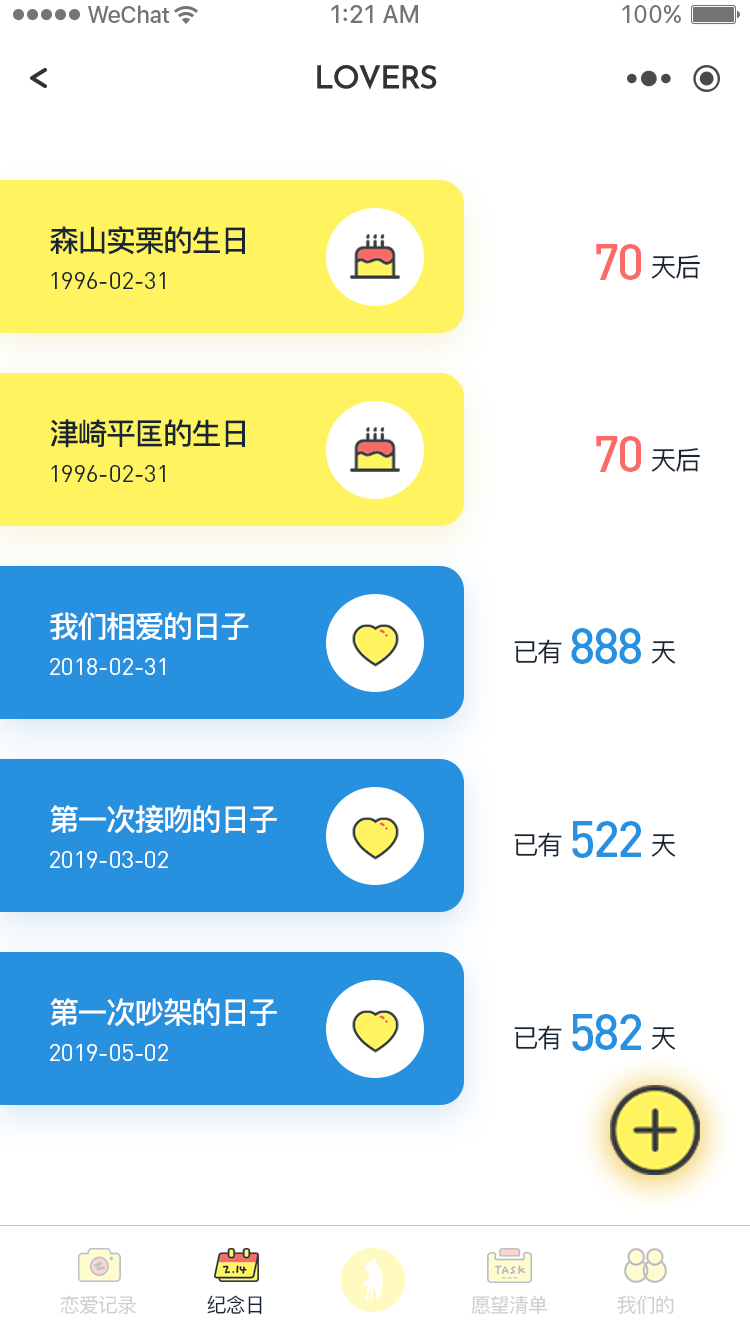 WeChat 1:21 AM 100%
LOVERS
森山实栗的生日
1996-02-31
70 天后
津崎平匡的生日
1996-02-31
70 天后
我们相爱的日子
2018-02-31
已有 888 天
第一次接吻的日子
2019-03-02
已有 522 天
第一次吵架的日子
2019-05-02
已有 582 天
2.14
TASK
恋爱记录 纪念日 愿望清单 我们的